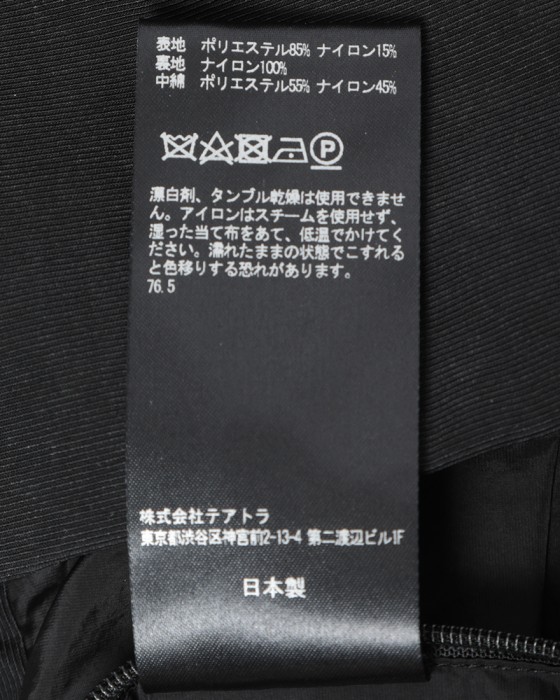 表地 ポリエステル85% ナイロン15%
裏地 ナイロン100%
中綿 ポリエステル55% ナイロン45%
P
漂白剤、タンブル乾燥は使用できませ
ん。アイロンはスチームを使用せず、
湿った当て布をあて、低温でかけてく
ださい。濡れたままの状態でこすれる
と色移りする恐れがあります。
76.5
株式会社テアトラ
東京都渋谷区神宮前2-13-4 第二渡辺ビル1F
日本製